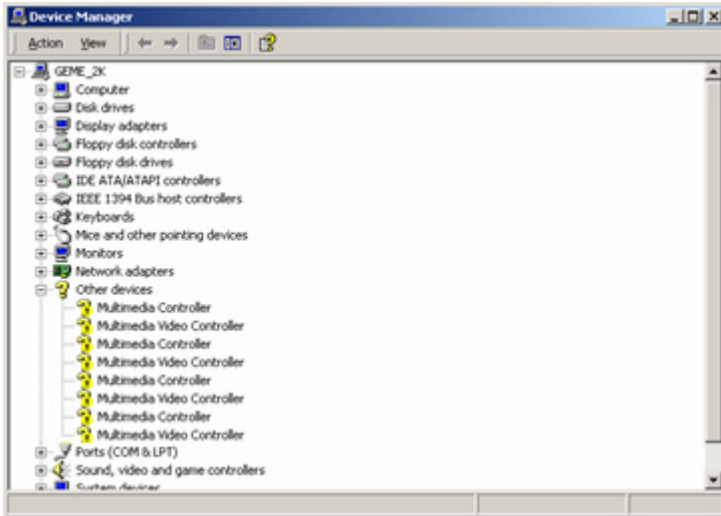 Device Manager
Action View
GEME_2K
Computer
Disk drives
Display adapters
Floppy disk controllers
Floppy disk drives
IDE ATA/ATAPI controllers
IEEE 1394 Bus host controllers
Keyboards
Mice and other pointing devices
Monitors
Network adapters
Other devices
Multimedia Controller
Multimedia Video Controller
Multimedia Controller
Multimedia Video Controller
Multimedia Controller
Multimedia Video Controller
Multimedia Controller
Multimedia Video Controller
Ports (COM & LPT)
Sound, video and game controllers
System devices